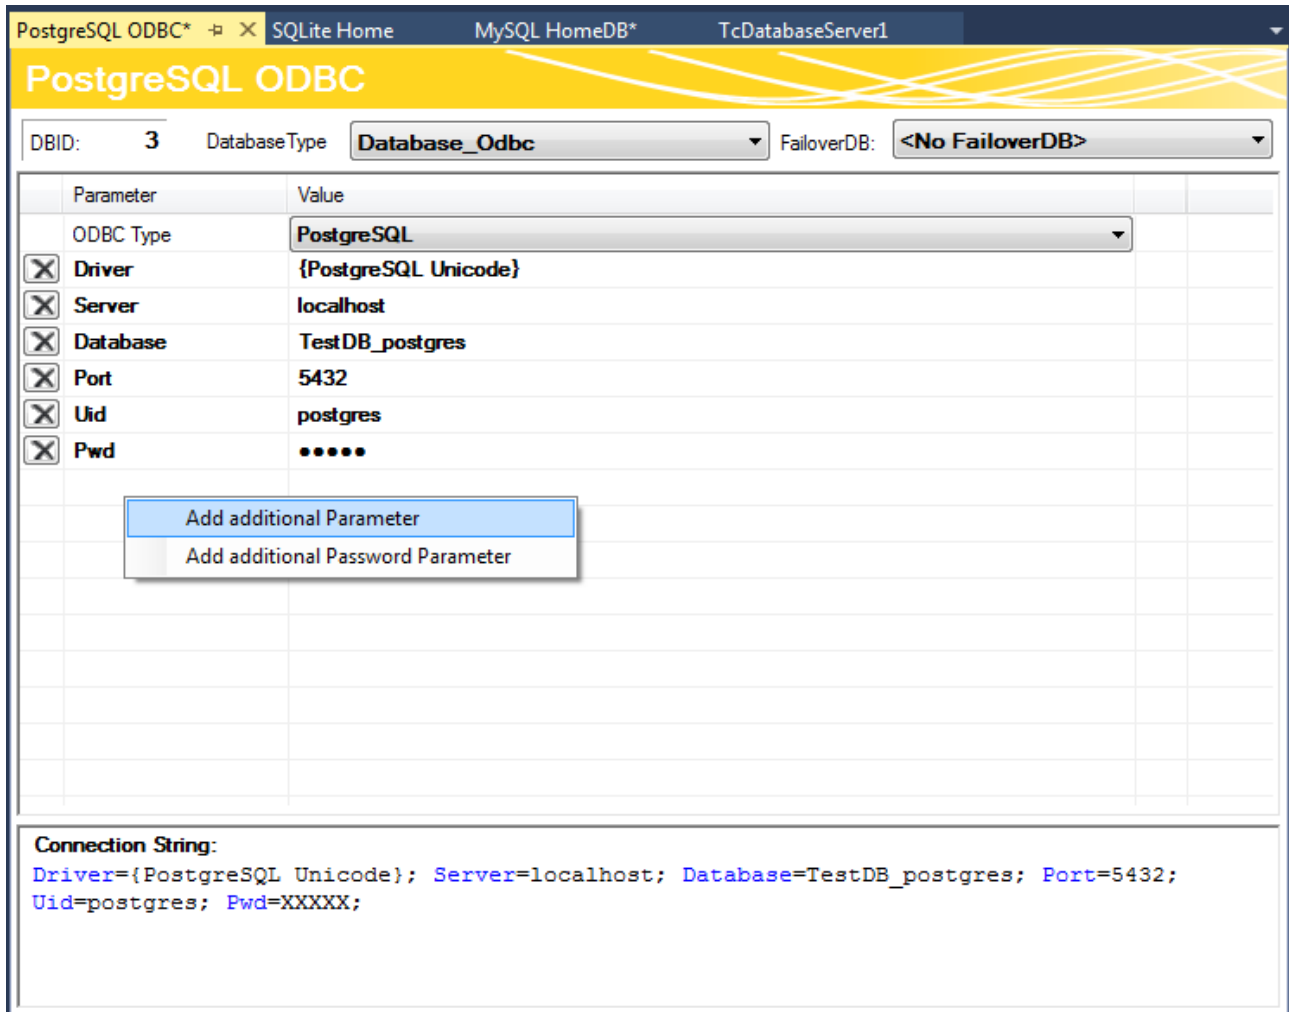 PostgreSQL ODBC* SQLite Home MySQL HomeDB* TcDatabaseServer1
PostgreSQL ODBC
DBID: 3 DatabaseType Database_Odbc FailoverDB: <No FailoverDB>
Parameter Value
ODBC Type PostgreSQL
Driver {PostgreSQL Unicode}
Server localhost
Database TestDB_postgres
Port 5432
Uid postgres
Pwd •••••
Add additional Parameter
Add additional Password Parameter
Connection String:
Driver={PostgreSQL Unicode}; Server=localhost; Database=TestDB_postgres; Port=5432;
Uid=postgres; Pwd=XXXXX;